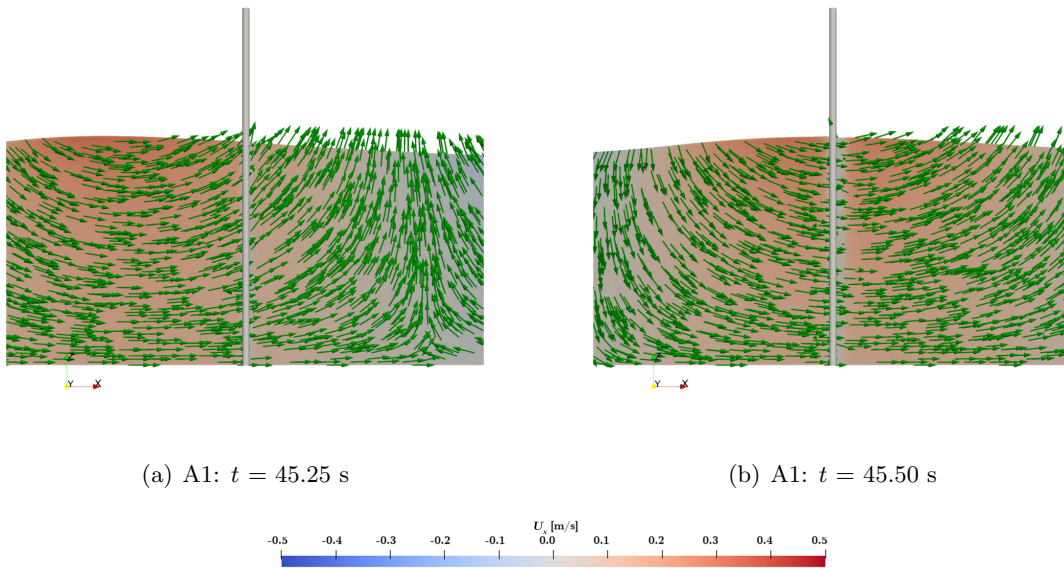 Z
Y X
Z
Y X
(a) A1: t = 45.25 s
(b) A1: t = 45.50 s
U_x [m/s]
-0.5 -0.4 -0.3 -0.2 -0.1 0.0 0.1 0.2 0.3 0.4 0.5